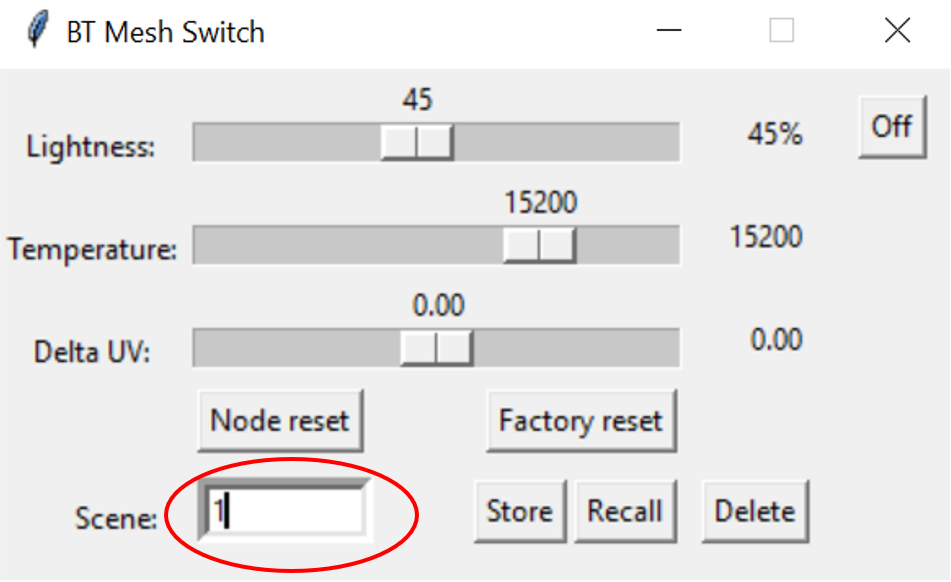 BT Mesh Switch
45
Lightness: 45% Off
15200
Temperature: 15200
0.00
Delta UV: 0.00
Node reset Factory reset
Scene: 1 Store Recall Delete